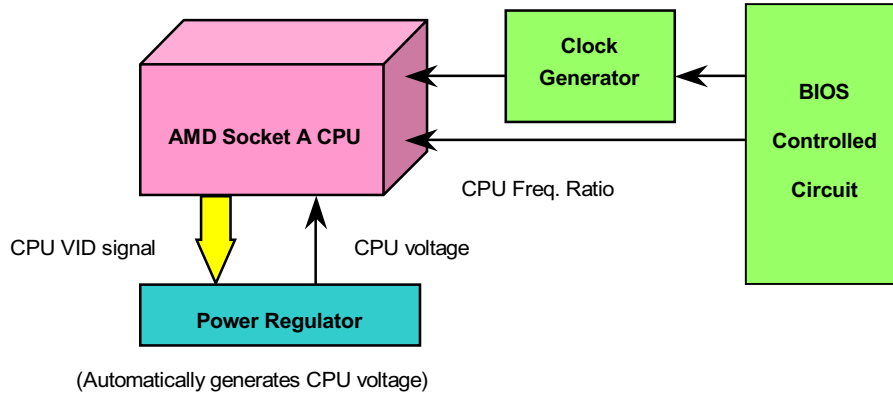 Clock
Generator
BIOS
Controlled
Circuit
AMD Socket A CPU
CPU Freq. Ratio
CPU VID signal
CPU voltage
Power Regulator
(Automatically generates CPU voltage)